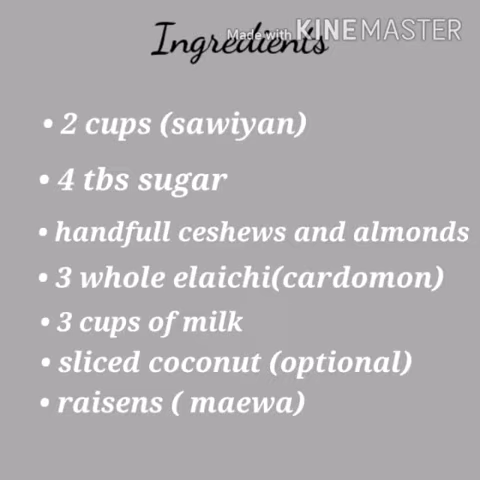 Ingredients
Made with KINEMASTER
• 2 cups (sawiyan)
• 4 tbs sugar
• handfull ceshews and almonds
• 3 whole elaichi(cardomon)
• 3 cups of milk
• sliced coconut (optional)
• raisens ( maewa)